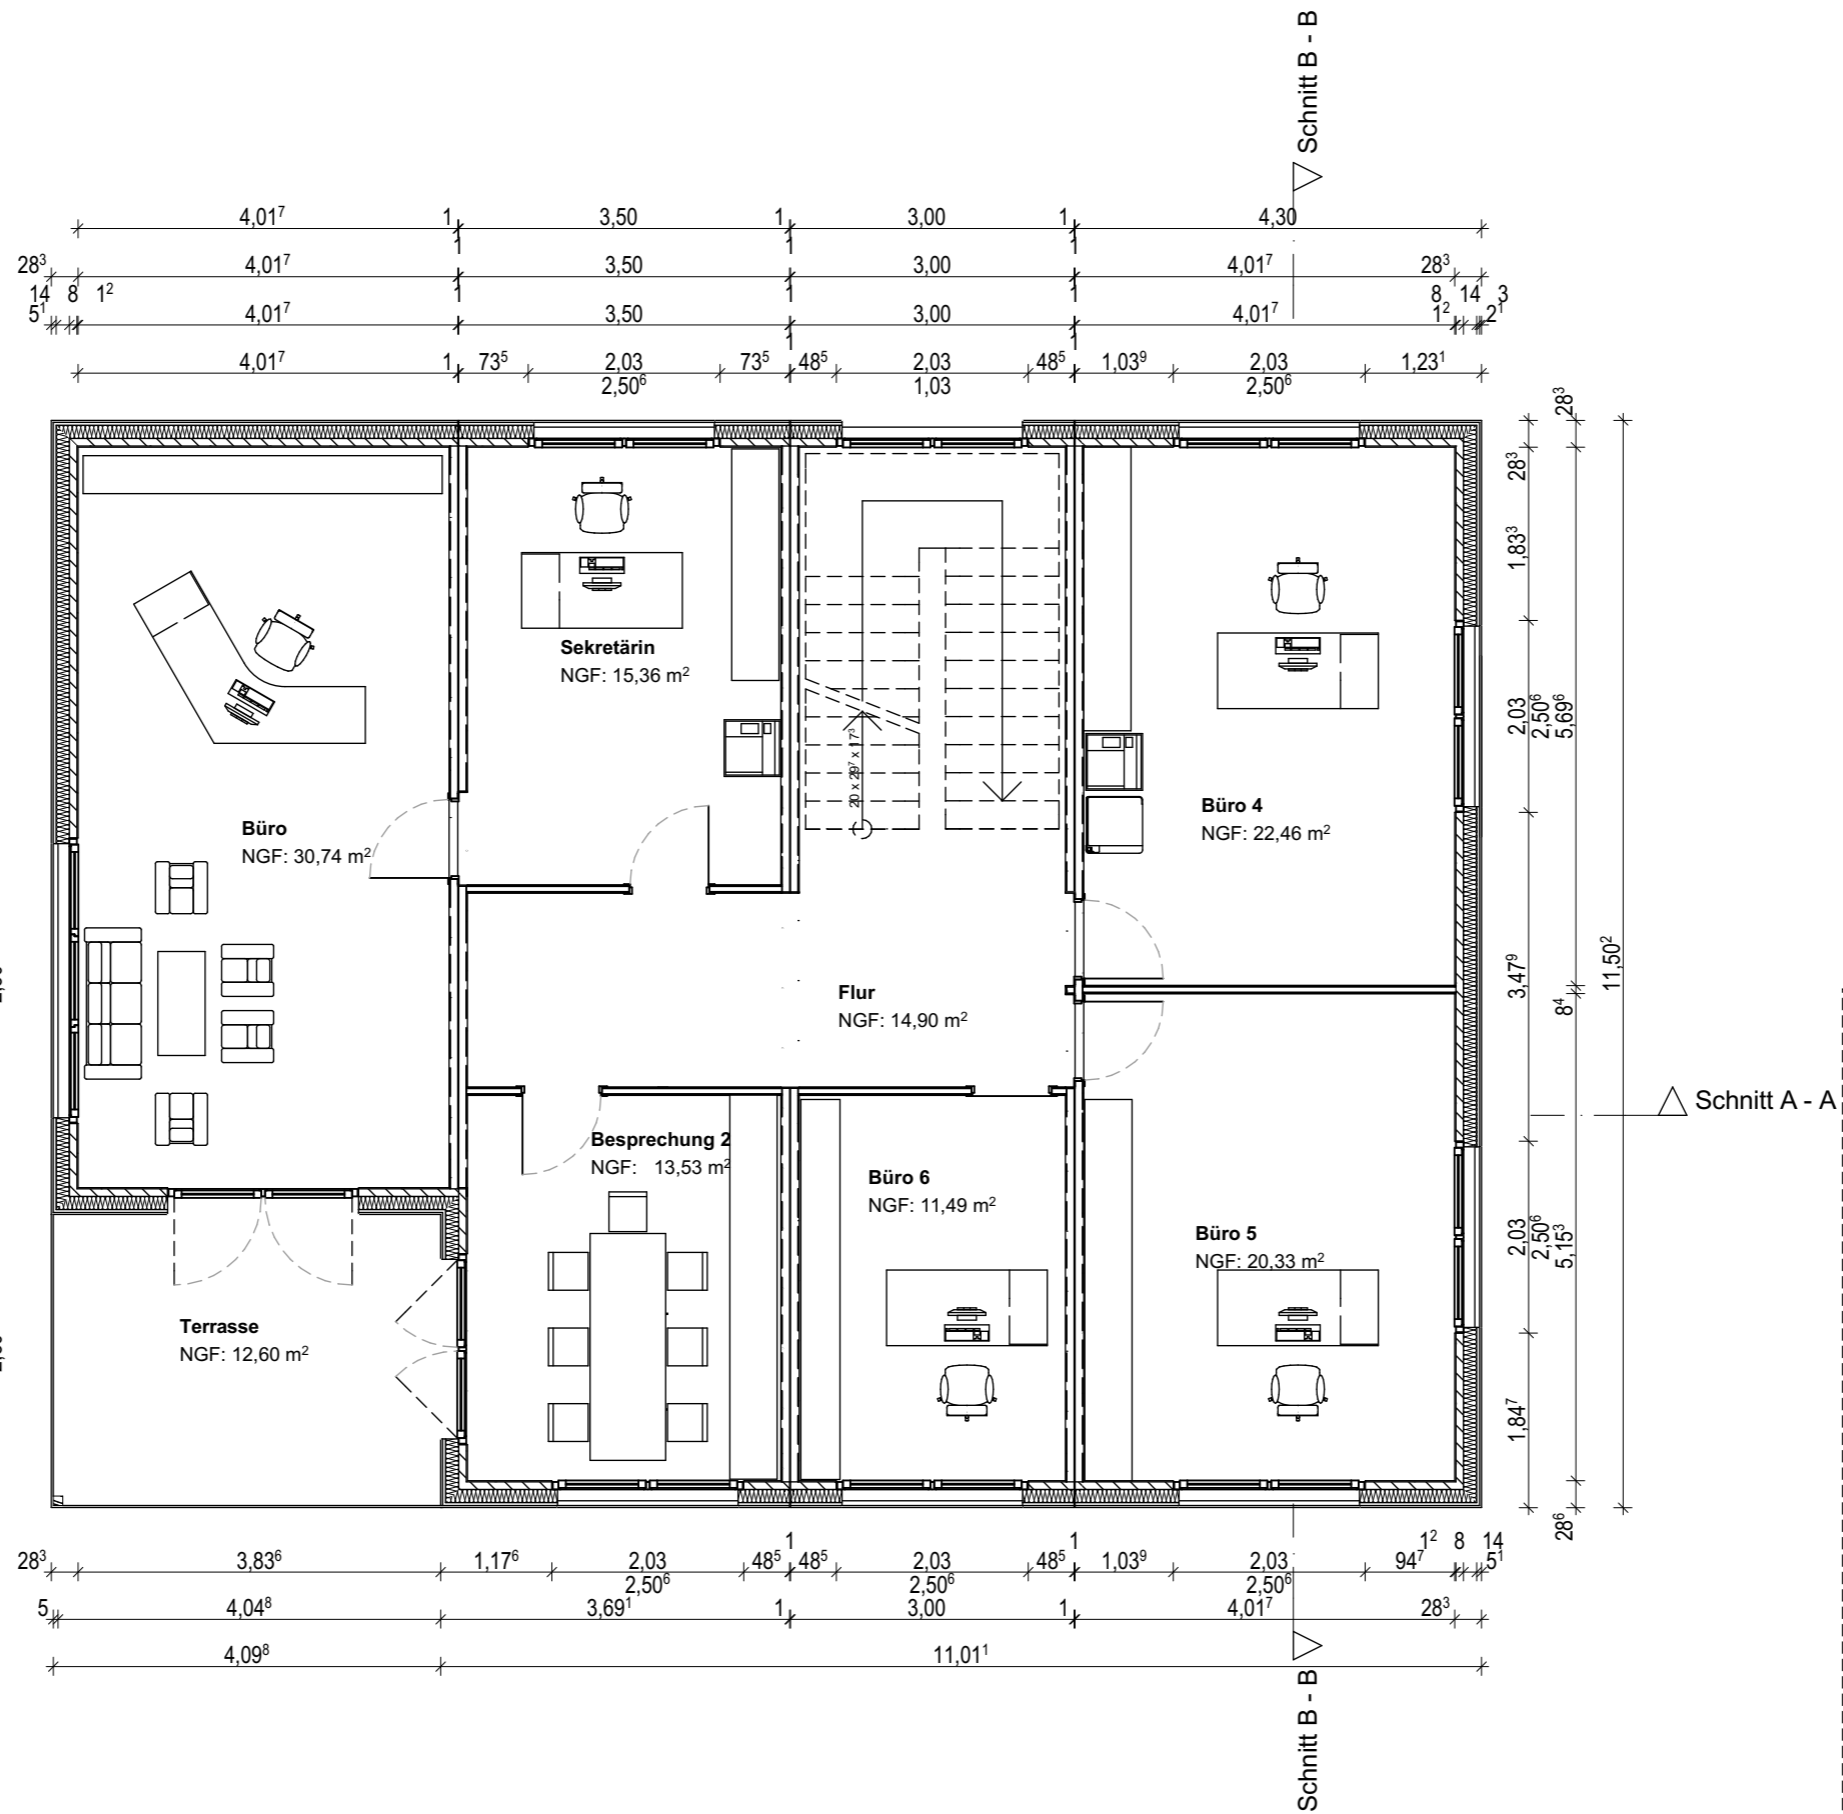 Schnitt B - B
4,01⁷ 1 3,50 1 3,00 1 4,30
28³ 4,01⁷ 3,50 3,00 4,01⁷ 28³
14 8 1² 8 14 3
5¹ 4,01⁷ 3,50 3,00 4,01⁷ 1² 2¹
4,01⁷ 1 73⁵ 2,03 73⁵ 48⁵ 2,03 48⁵ 1,03⁹ 2,03 1,23¹
2,50⁶ 1,03 2,50⁶
28³
28³
1,83³
2,03
2,50⁶
5,69⁶
3,47⁹
8⁴
11,50²
2,03
2,50⁶
5,15³
1,84⁷
28⁶
Sekretärin
NGF: 15,36 m²
20 x 29⁷ x 17³
Büro 4
NGF: 22,46 m²
Büro
NGF: 30,74 m²
Flur
NGF: 14,90 m²
Schnitt A - A
Besprechung 2
NGF: 13,53 m²
Büro 6
NGF: 11,49 m²
Büro 5
NGF: 20,33 m²
Terrasse
NGF: 12,60 m²
1 1 1² 8 14
28³ 3,83⁶ 1,17⁶ 2,03 48⁵ 48⁵ 2,03 48⁵ 1,03⁹ 2,03 94⁷ 5¹
2,50⁶ 2,50⁶ 2,50⁶
5 4,04⁸ 3,69¹ 1 3,00 1 4,01⁷ 28³
4,09⁸ 11,01¹
Schnitt B - B